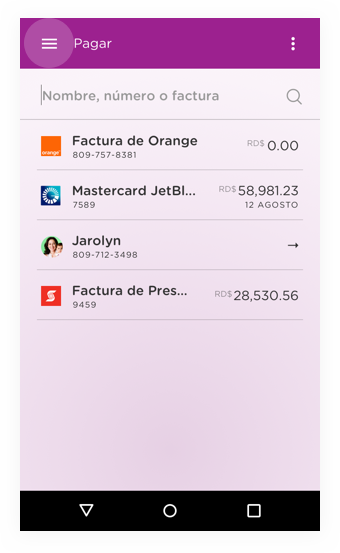 Pagar
Nombre, número o factura
Factura de Orange
RD$ 0.00
809-757-8381
Mastercard JetBl...
RD$ 58,981.23
7589
12 AGOSTO
Jarolyn
→
809-712-3498
Factura de Pres...
RD$ 28,530.56
9459
orange